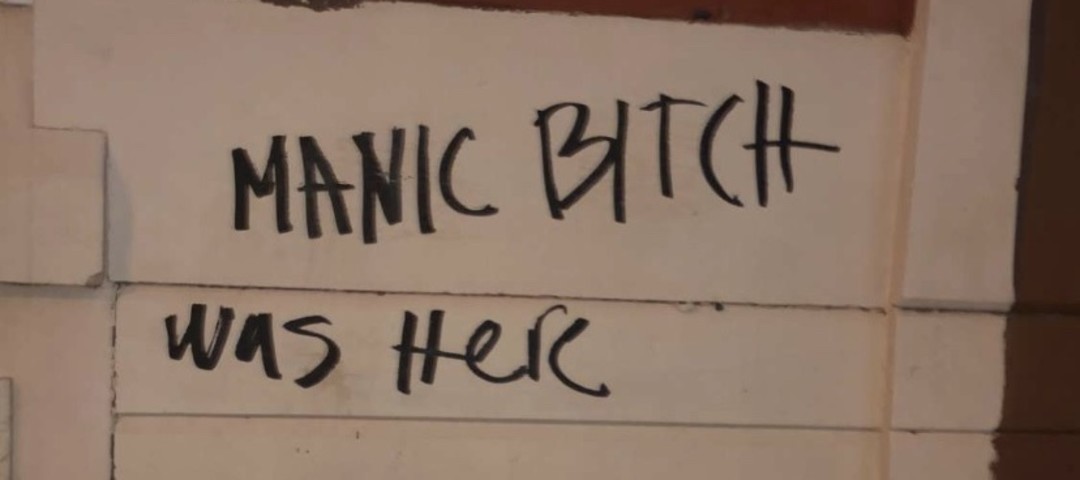 MANIC BITCH
was Here